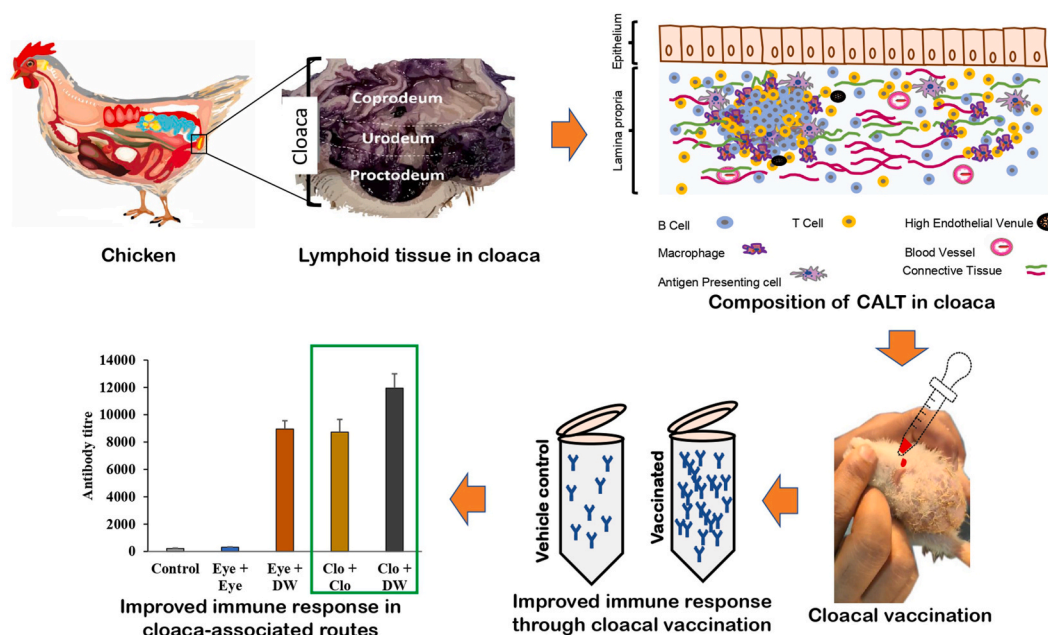 Cloaca
Coprodeum
Urodeum
Proctodeum
Chicken
Lymphoid tissue in cloaca
Epithelium
Lamina propria
B Cell
T Cell
High Endothelial Venule
Macrophage
Blood Vessel
Antigen Presenting cell
Connective Tissue
Composition of CALT in cloaca
Antibody titre
14000
12000
10000
8000
6000
4000
2000
0
Control
Eye +
Eye
Eye +
DW
Clo +
Clo
Clo +
DW
Improved immune response in
cloaca-associated routes
Vehicle control
Vaccinated
Improved immune response
through cloacal vaccination
Cloacal vaccination